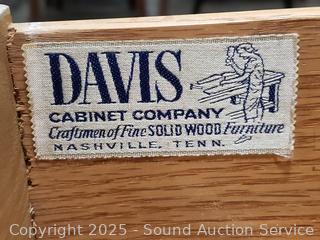 DAVIS
CABINET COMPANY
Craftsmen of Fine SOLID WOOD Furniture
NASHVILLE, TENN.
Copyright © 2025 - Sound Auction Service